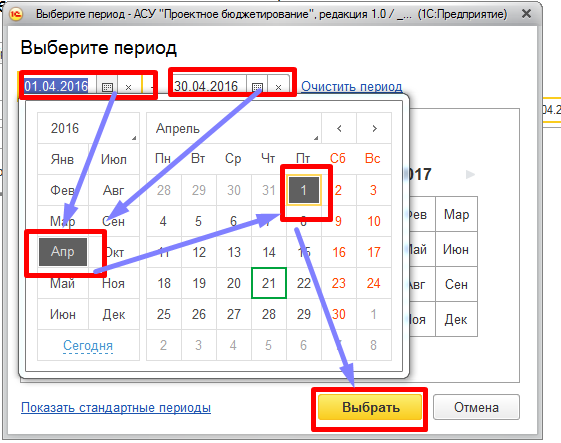 Выберите период - АСУ "Проектное бюджетирование", редакция 1.0 / _... (1С:Предприятие)
Выберите период
01.04.2016 - 30.04.2016 Очистить период
2016 Апрель
Янв Июл Пн Вт Ср Чт Пт Сб Вс
Фев Авг 28 29 30 31 1 2 3
Мар Сен 4 5 6 7 8 9 10
Апр Окт 11 12 13 14 15 16 17
Май Ноя 18 19 20 21 22 23 24
Июн Дек 25 26 27 28 29 30 1
Сегодня 2 3 4 5 6 7 8
017
Фев Мар
Май Июн
Авг Сен
Ноя Дек
Показать стандартные периоды Выбрать Отмена